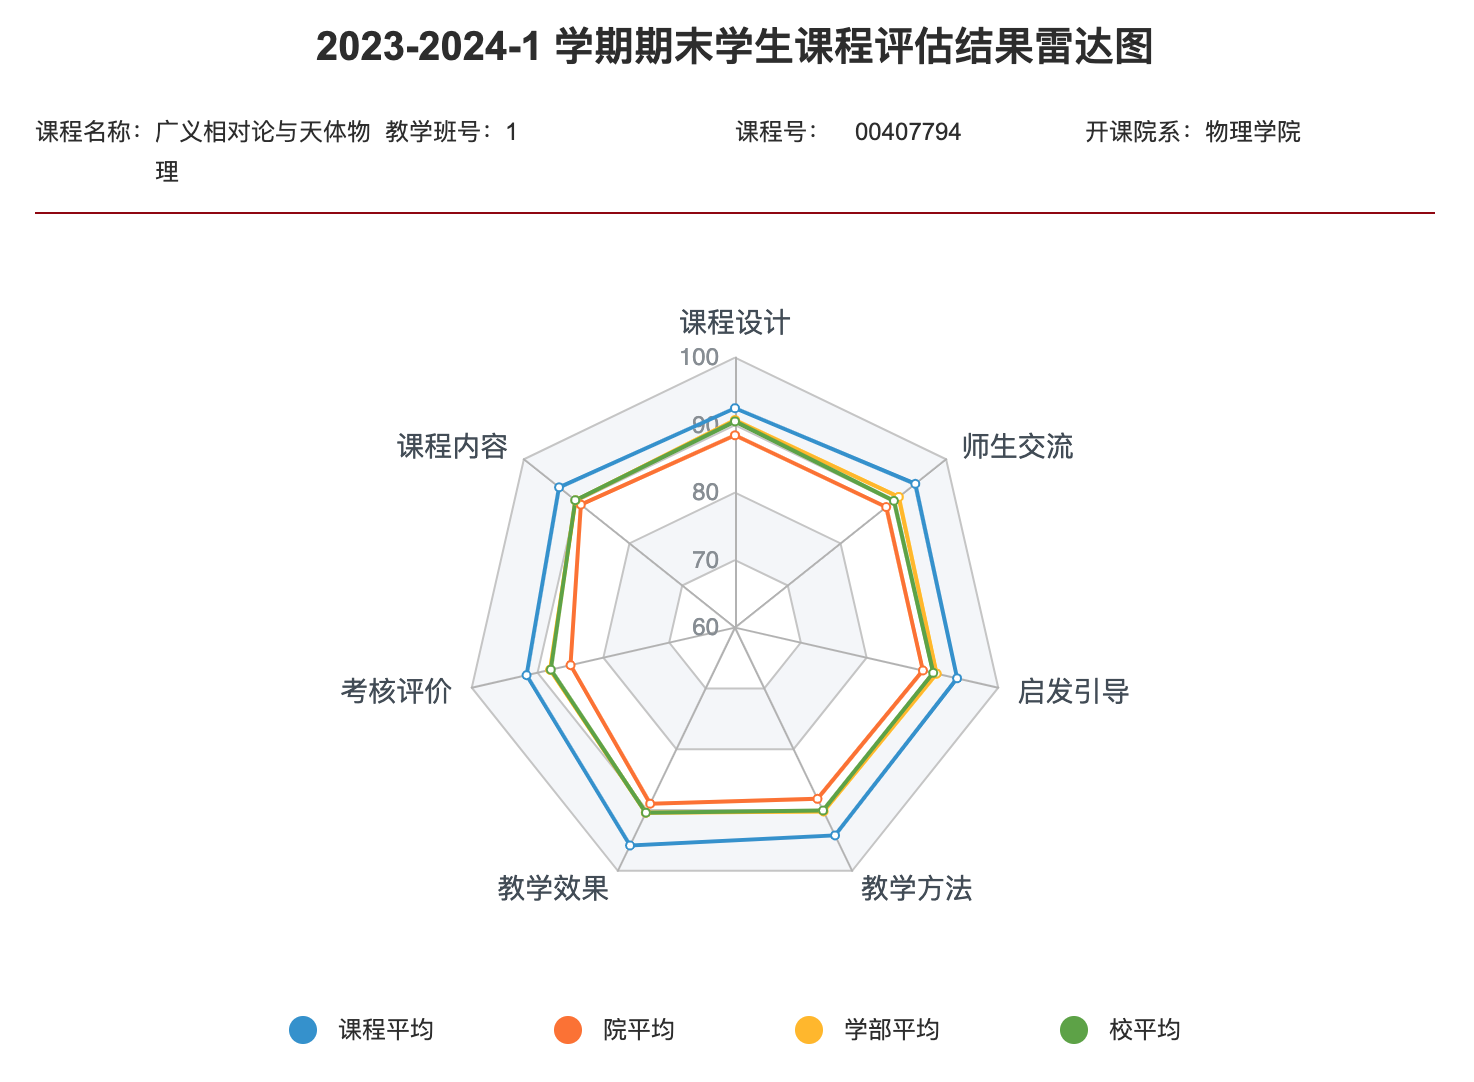 2023-2024-1 学期期末学生课程评估结果雷达图
课程名称：广义相对论与天体物理 教学班号：1 课程号： 00407794 开课院系：物理学院
课程设计
100
90
80
70
60
课程内容
师生交流
考核评价
启发引导
教学效果
教学方法
课程平均 院平均 学部平均 校平均